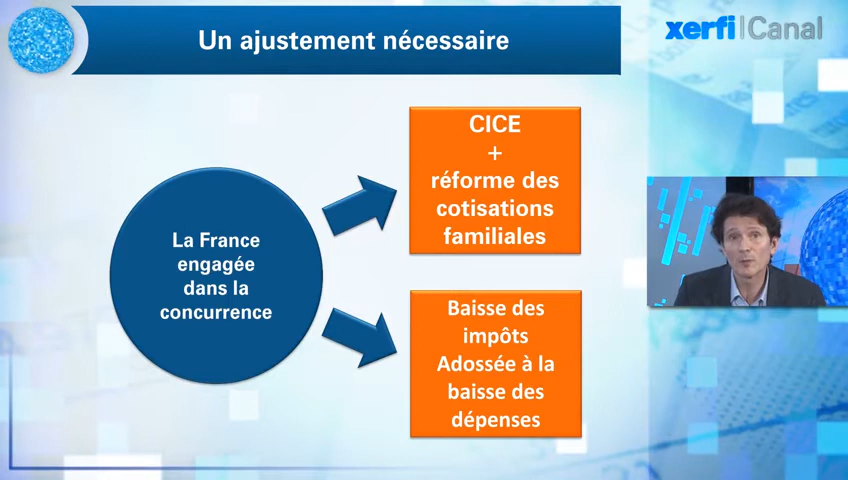 Un ajustement nécessaire
xerfi|Canal
CICE
+
réforme des
cotisations
familiales
La France
engagée
dans la
concurrence
Baisse des
impôts
Adossée à la
baisse des
dépenses